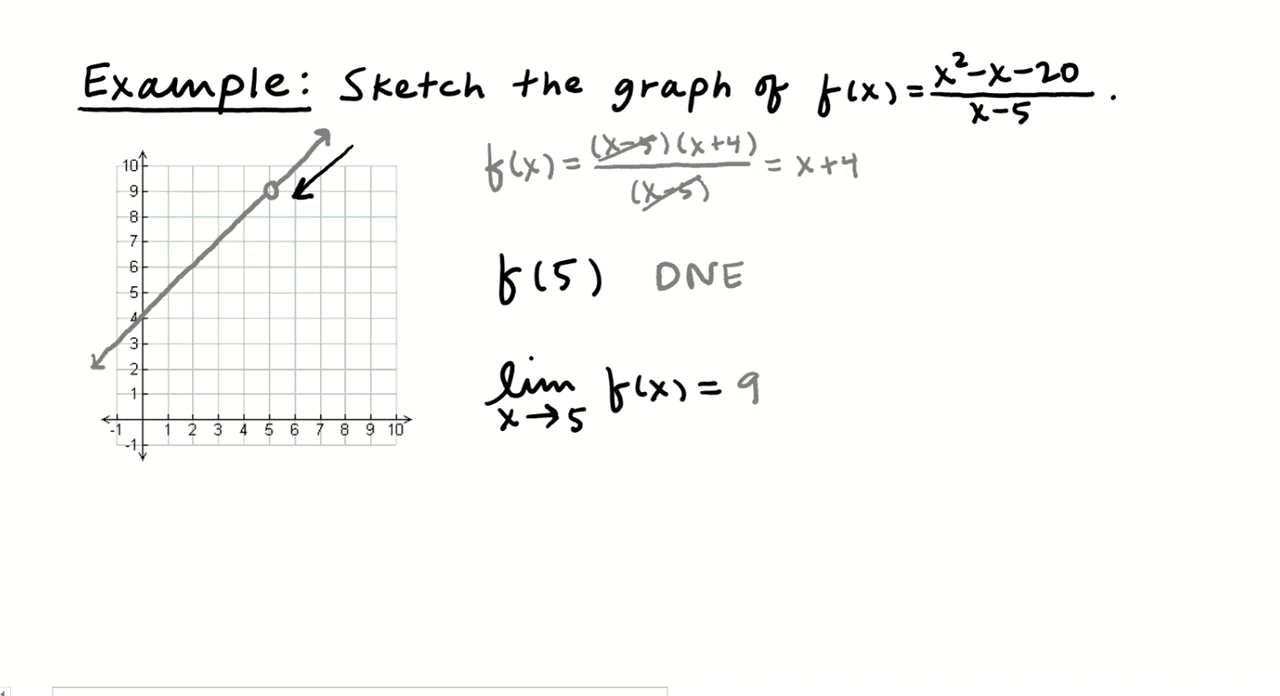 Example: Sketch the graph of f(x) = (x²-x-20)/(x-5) .
f(x) = (x-5)(x+4)/(x-5) = x+4
f(5) DNE
lim x→5 f(x) = 9
10
9
8
7
6
5
4
3
2
1
-1 1 2 3 4 5 6 7 8 9 10
-1